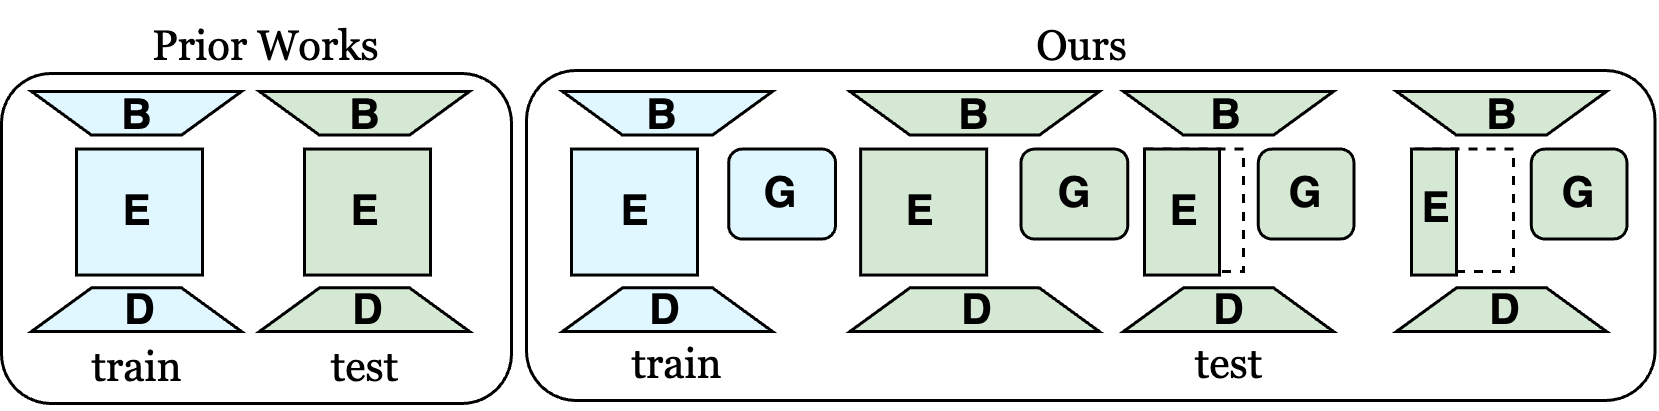 Prior Works
B B
E E
D D
train test
Ours
B B B B
E G E G E G E G
D D D D
train test